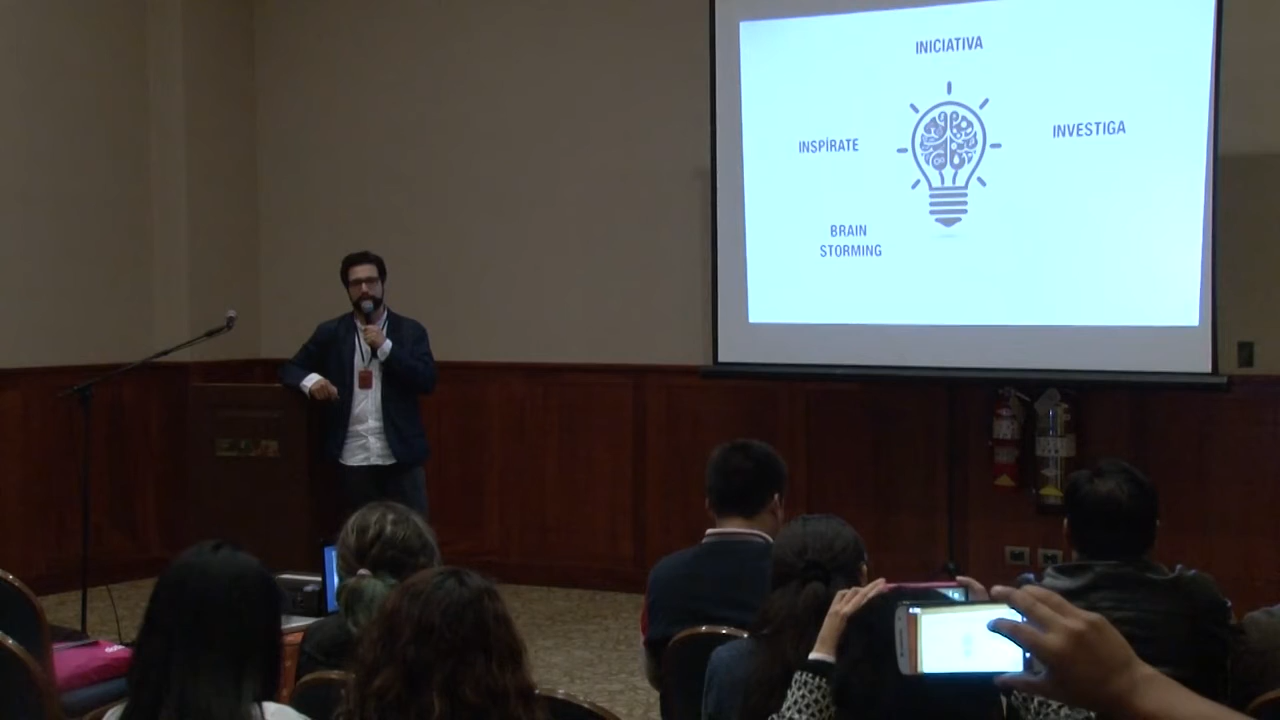 INICIATIVA
INSPÍRATE
INVESTIGA
BRAIN
STORMING